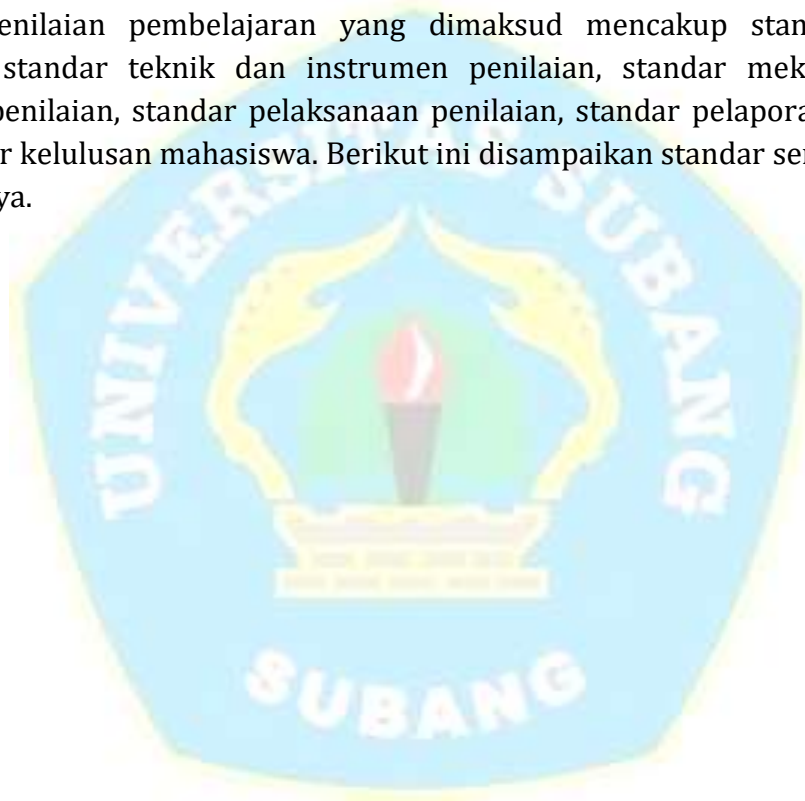 enilaian pembelajaran yang dimaksud mencakup stan
standar teknik dan instrumen penilaian, standar mek
penilaian, standar pelaksanaan penilaian, standar pelapora
r kelulusan mahasiswa. Berikut ini disampaikan standar se
ya.
UNIVERSITAS SUBANG
SUBANG